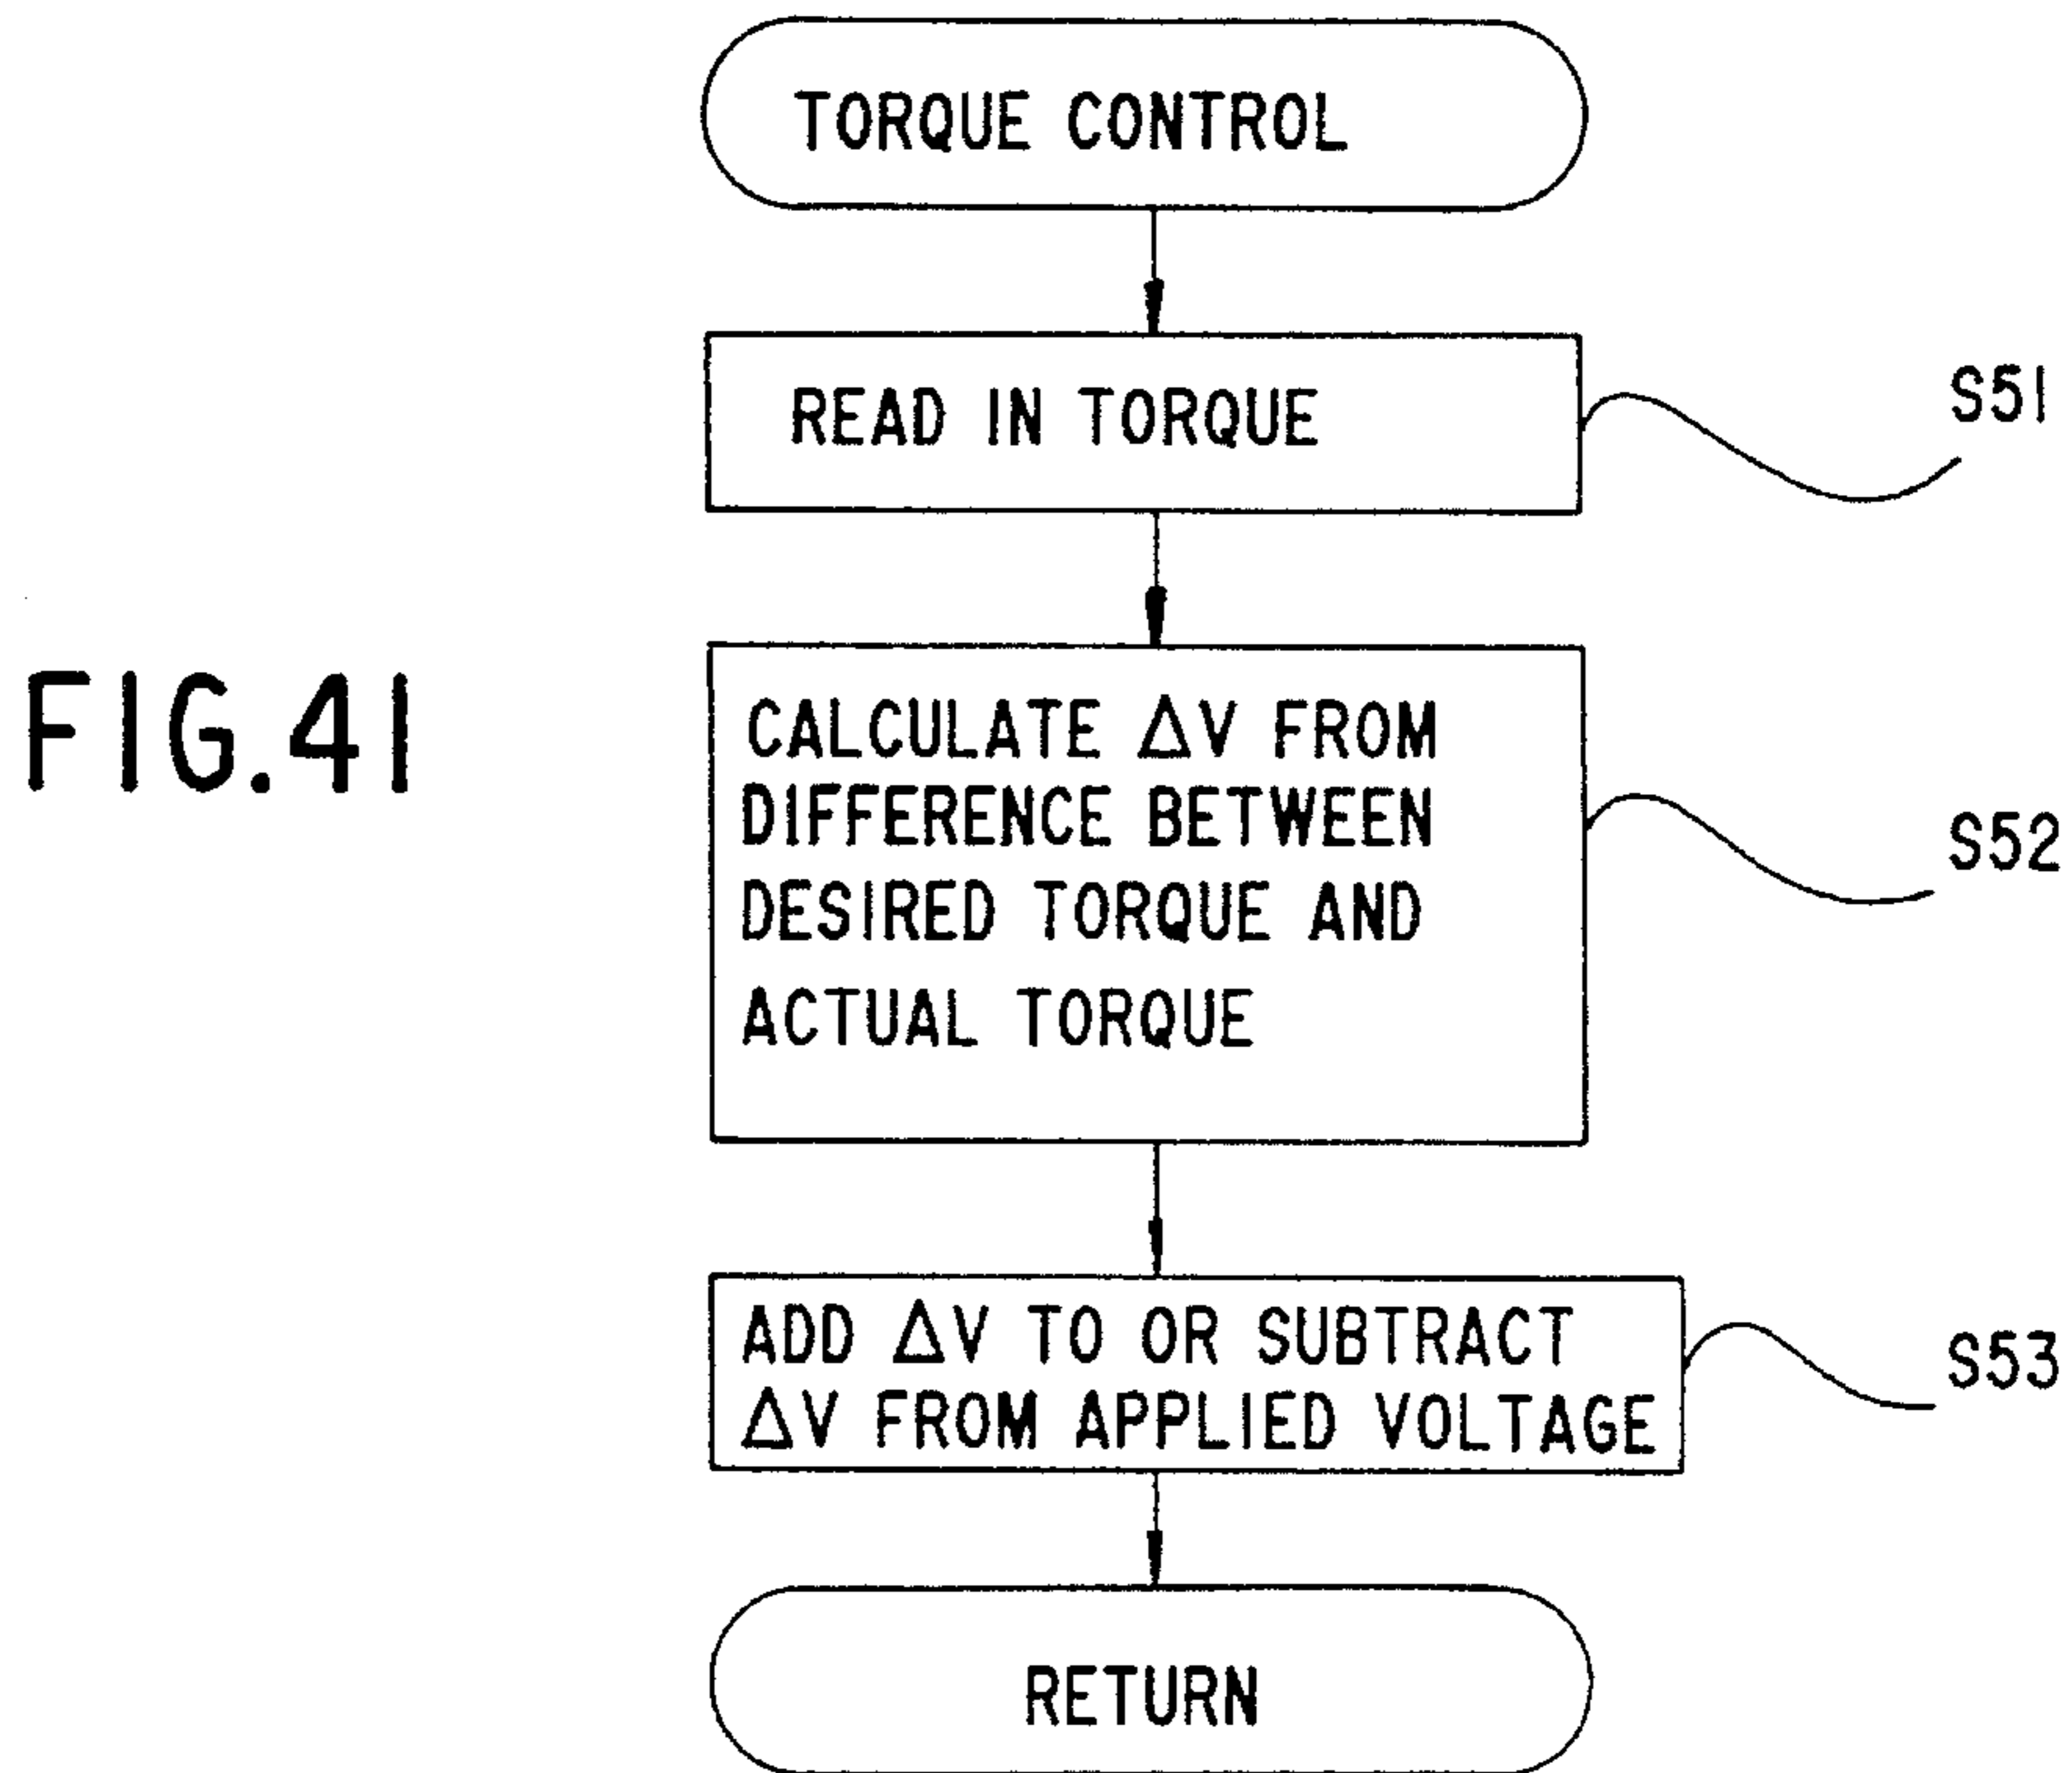 TORQUE CONTROL
READ IN TORQUE
S51
FIG.41
CALCULATE ΔV FROM
DIFFERENCE BETWEEN
DESIRED TORQUE AND
ACTUAL TORQUE
S52
ADD ΔV TO OR SUBTRACT
ΔV FROM APPLIED VOLTAGE
S53
RETURN